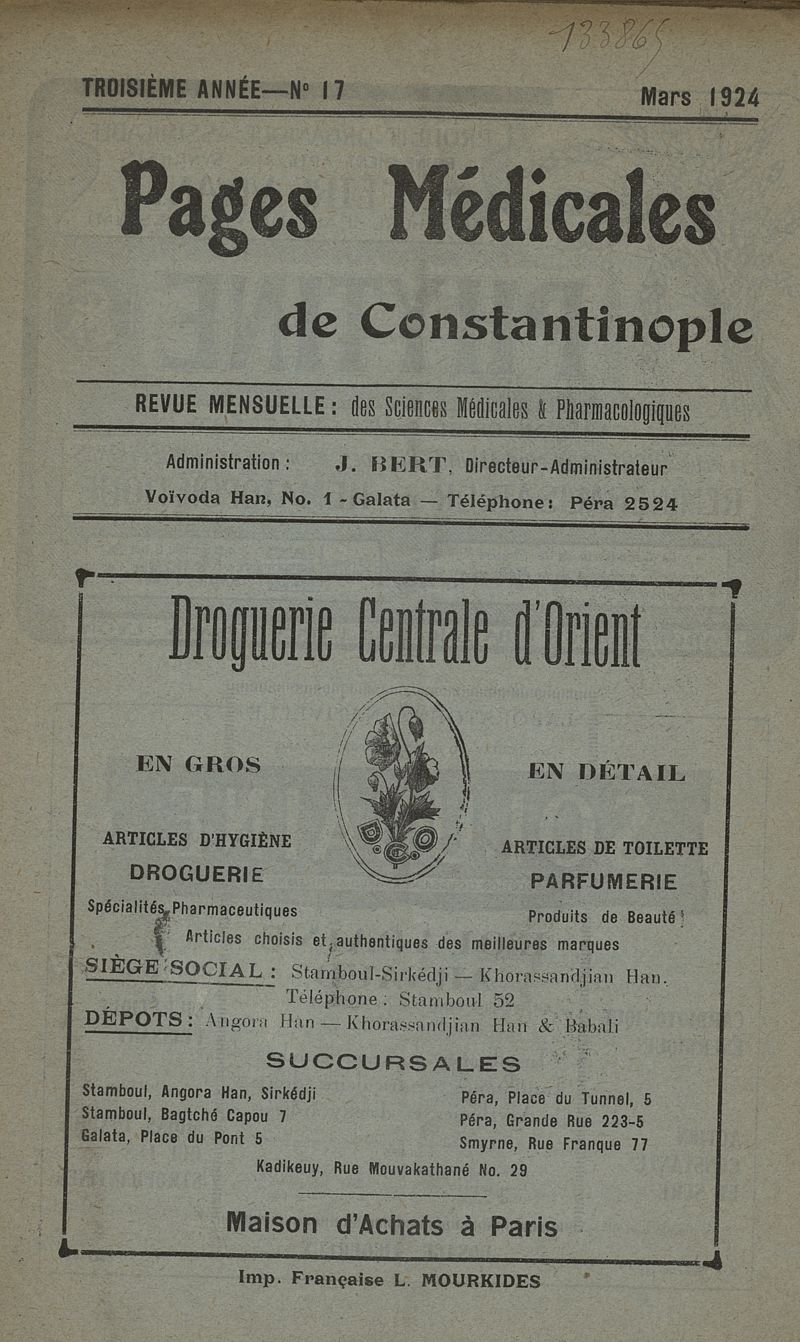 133865
TROISIÈME ANNÉE—N° 17
Mars 1924
Pages Médicales
de Constantinople
REVUE MENSUELLE: des Sciences Médicales & Pharmacologiques
Administration: J. BERT, Directeur-Administrateur
Voïvoda Han, No. 1 - Galata — Téléphone: Péra 2524
Droguerie Centrale d'Orient
EN GROS
EN DÉTAIL
ARTICLES D'HYGIÈNE
ARTICLES DE TOILETTE
DROGUERIE
PARFUMERIE
Spécialités Pharmaceutiques
Produits de Beauté
Articles choisis et authentiques des meilleures marques
SIÈGE SOCIAL: Stamboul-Sirkédji — Khorassandjian Han.
Téléphone: Stamboul 52
DÉPOTS: Angora Han — Khorassandjian Han & Babali
SUCCURSALES
Stamboul, Angora Han, Sirkédji
Stamboul, Bagtché Capou 7
Galata, Place du Pont 5
Péra, Place du Tunnel, 5
Péra, Grande Rue 223-5
Smyrne, Rue Franque 77
Kadikeuy, Rue Mouvakathané No. 29
Maison d'Achats à Paris
Imp. Française L. MOURKIDES